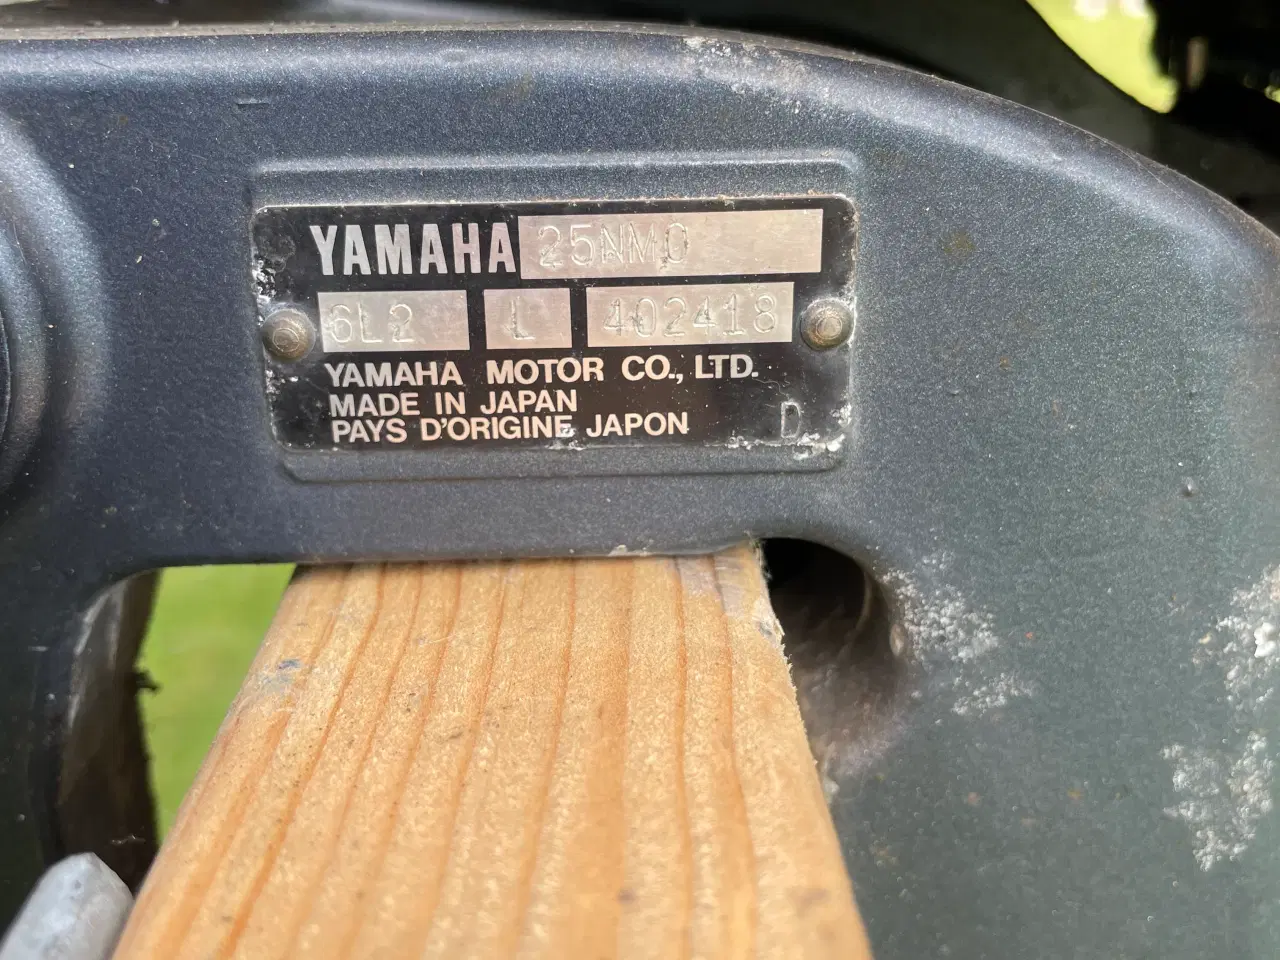 YAMAHA 25NMO
6L2 L 402418
YAMAHA MOTOR CO., LTD.
MADE IN JAPAN
PAYS D'ORIGINE JAPON D